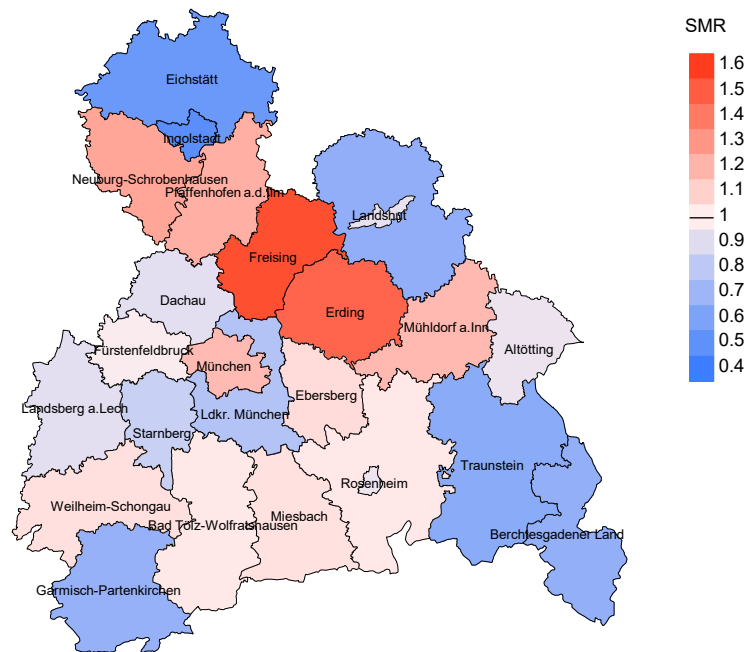 SMR
1.6
1.5
1.4
1.3
1.2
1.1
1
0.9
0.8
0.7
0.6
0.5
0.4
Eichstätt
Ingolstadt
Neuburg-Schrobenhausen
Pfaffenhofen a.d.Ilm
Landshut
Freising
Dachau
Erding
Mühldorf a.Inn
Fürstenfeldbruck
Altötting
München
Ebersberg
Landsberg a.Lech
Ldkr. München
Starnberg
Traunstein
Rosenheim
Weilheim-Schongau
Miesbach
Bad Tölz-Wolfratshausen
Berchtesgadener Land
Garmisch-Partenkirchen